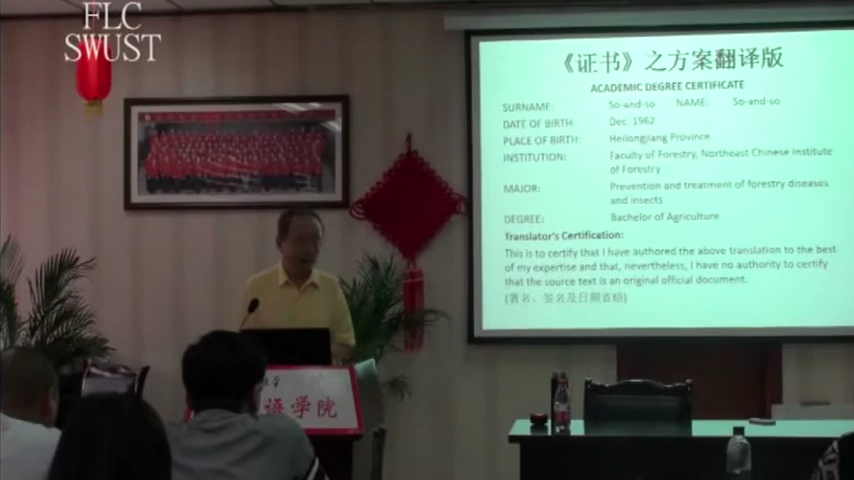 FLC
SWUST
《证书》之方案翻译版
ACADEMIC DEGREE CERTIFICATE
SURNAME: So-and-so NAME: So-and-so
DATE OF BIRTH: Dec. 1962
PLACE OF BIRTH: Heilongjiang Province
INSTITUTION: Faculty of Forestry, Northeast Chinese Institute
of Forestry
MAJOR: Prevention and treatment of forestry diseases
and insects
DEGREE: Bachelor of Agriculture
Translator's Certification:
This is to certify that I have authored the above translation to the best
of my expertise and that, nevertheless, I have no authority to certify
that the source text is an original official document.
(署名、签名及日期省略)
语学院